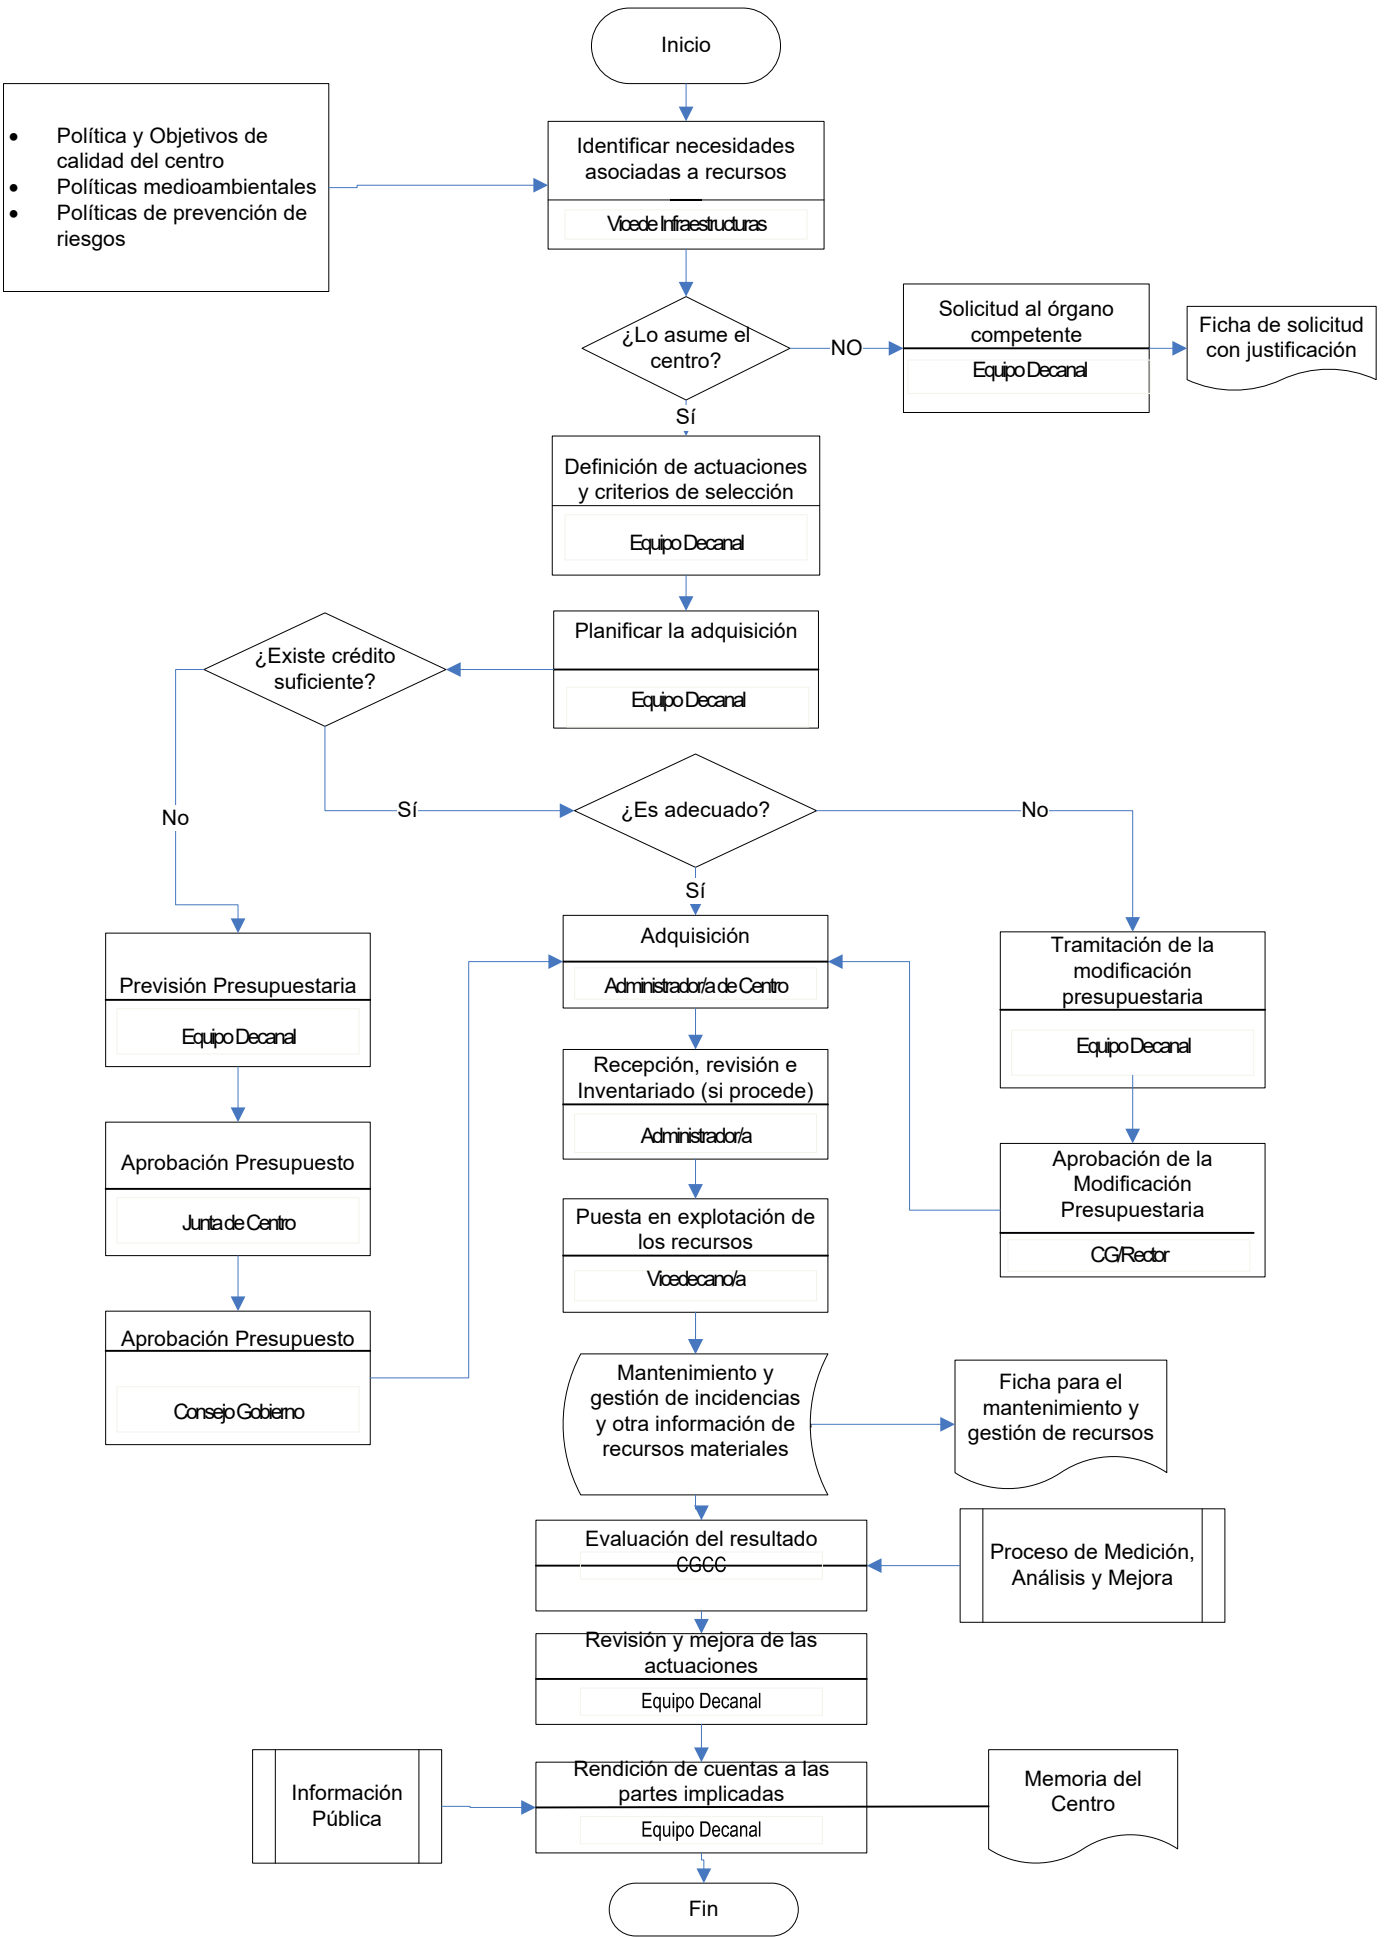 Inicio
• Política y Objetivos de
calidad del centro
• Políticas medioambientales
• Políticas de prevención de
riesgos
Identificar necesidades
asociadas a recursos
Vicede Infraestructuras
¿Lo asume el
centro?
NO
Solicitud al órgano
competente
Equipo Decanal
Ficha de solicitud
con justificación
Sí
Definición de actuaciones
y criterios de selección
Equipo Decanal
Planificar la adquisición
Equipo Decanal
¿Existe crédito
suficiente?
No
Sí
¿Es adecuado?
No
Sí
Previsión Presupuestaria
Equipo Decanal
Aprobación Presupuesto
Junta de Centro
Aprobación Presupuesto
Consejo Gobierno
Adquisición
Administrador/a de Centro
Recepción, revisión e
Inventariado (si procede)
Administrador/a
Puesta en explotación de
los recursos
Vicedecano/a
Tramitación de la
modificación
presupuestaria
Equipo Decanal
Aprobación de la
Modificación
Presupuestaria
CG/Rector
Mantenimiento y
gestión de incidencias
y otra información de
recursos materiales
Ficha para el
mantenimiento y
gestión de recursos
Evaluación del resultado
CGCC
Proceso de Medición,
Análisis y Mejora
Revisión y mejora de las
actuaciones
Equipo Decanal
Información
Pública
Rendición de cuentas a las
partes implicadas
Equipo Decanal
Memoria del
Centro
Fin